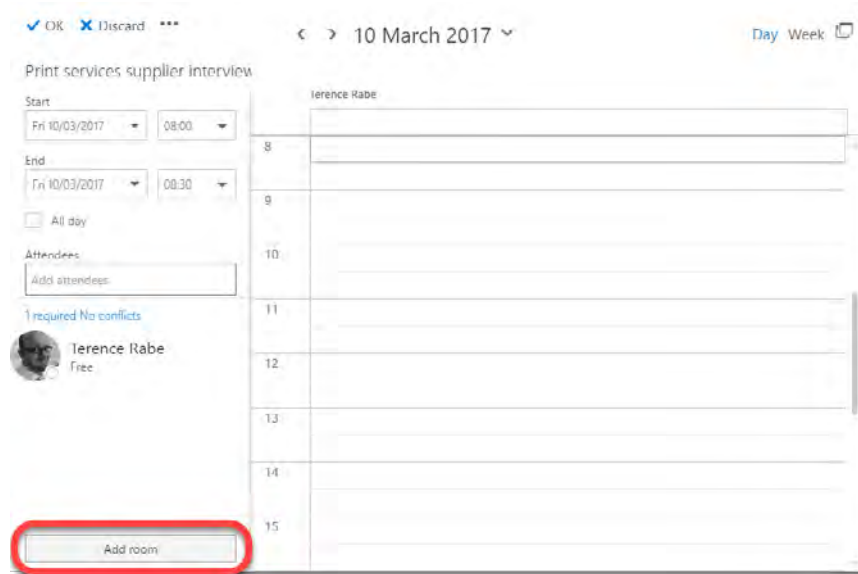 OK Discard •••
Print services supplier interview
Start
Fri 10/03/2017 08:00
End
Fri 10/03/2017 08:30
All day
Attendees
Add attendees
1 required No conflicts
Terence Rabe
Free
Add room
10 March 2017
Day Week
Terence Rabe
8
9
10
11
12
13
14
15